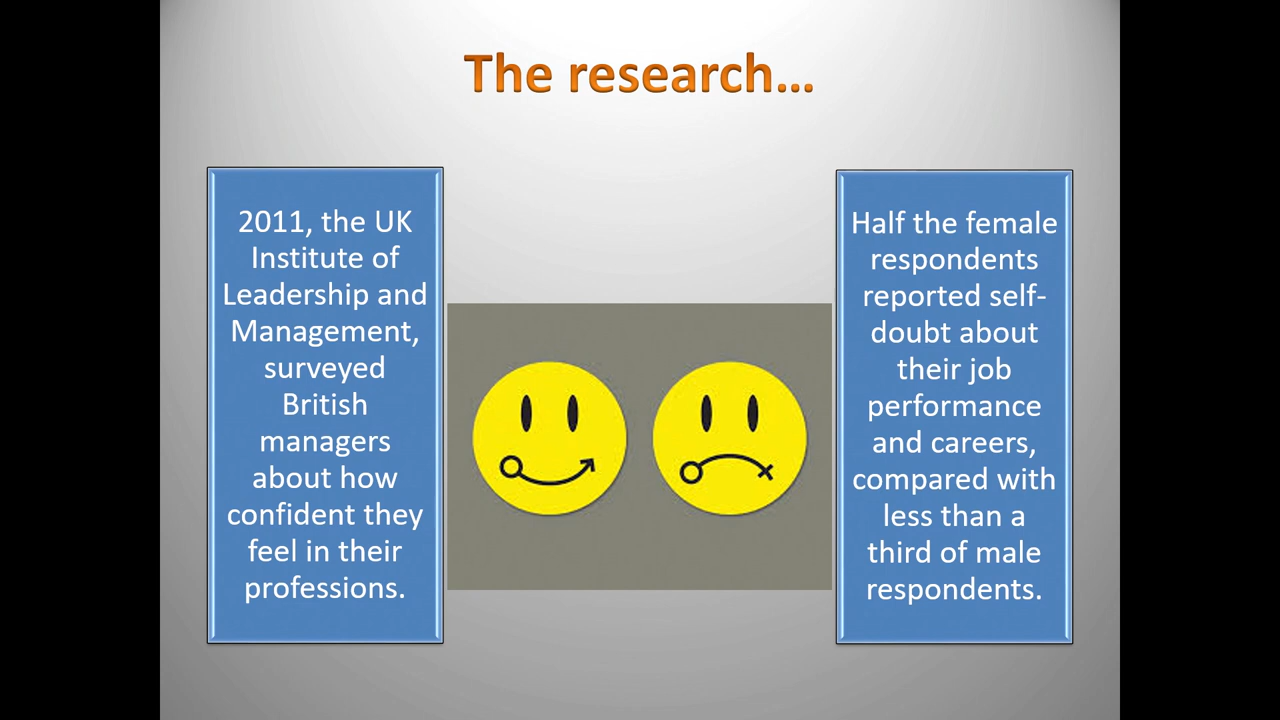 The research...
2011, the UK
Institute of
Leadership and
Management,
surveyed
British
managers
about how
confident they
feel in their
professions.
Half the female
respondents
reported self-
doubt about
their job
performance
and careers,
compared with
less than a
third of male
respondents.